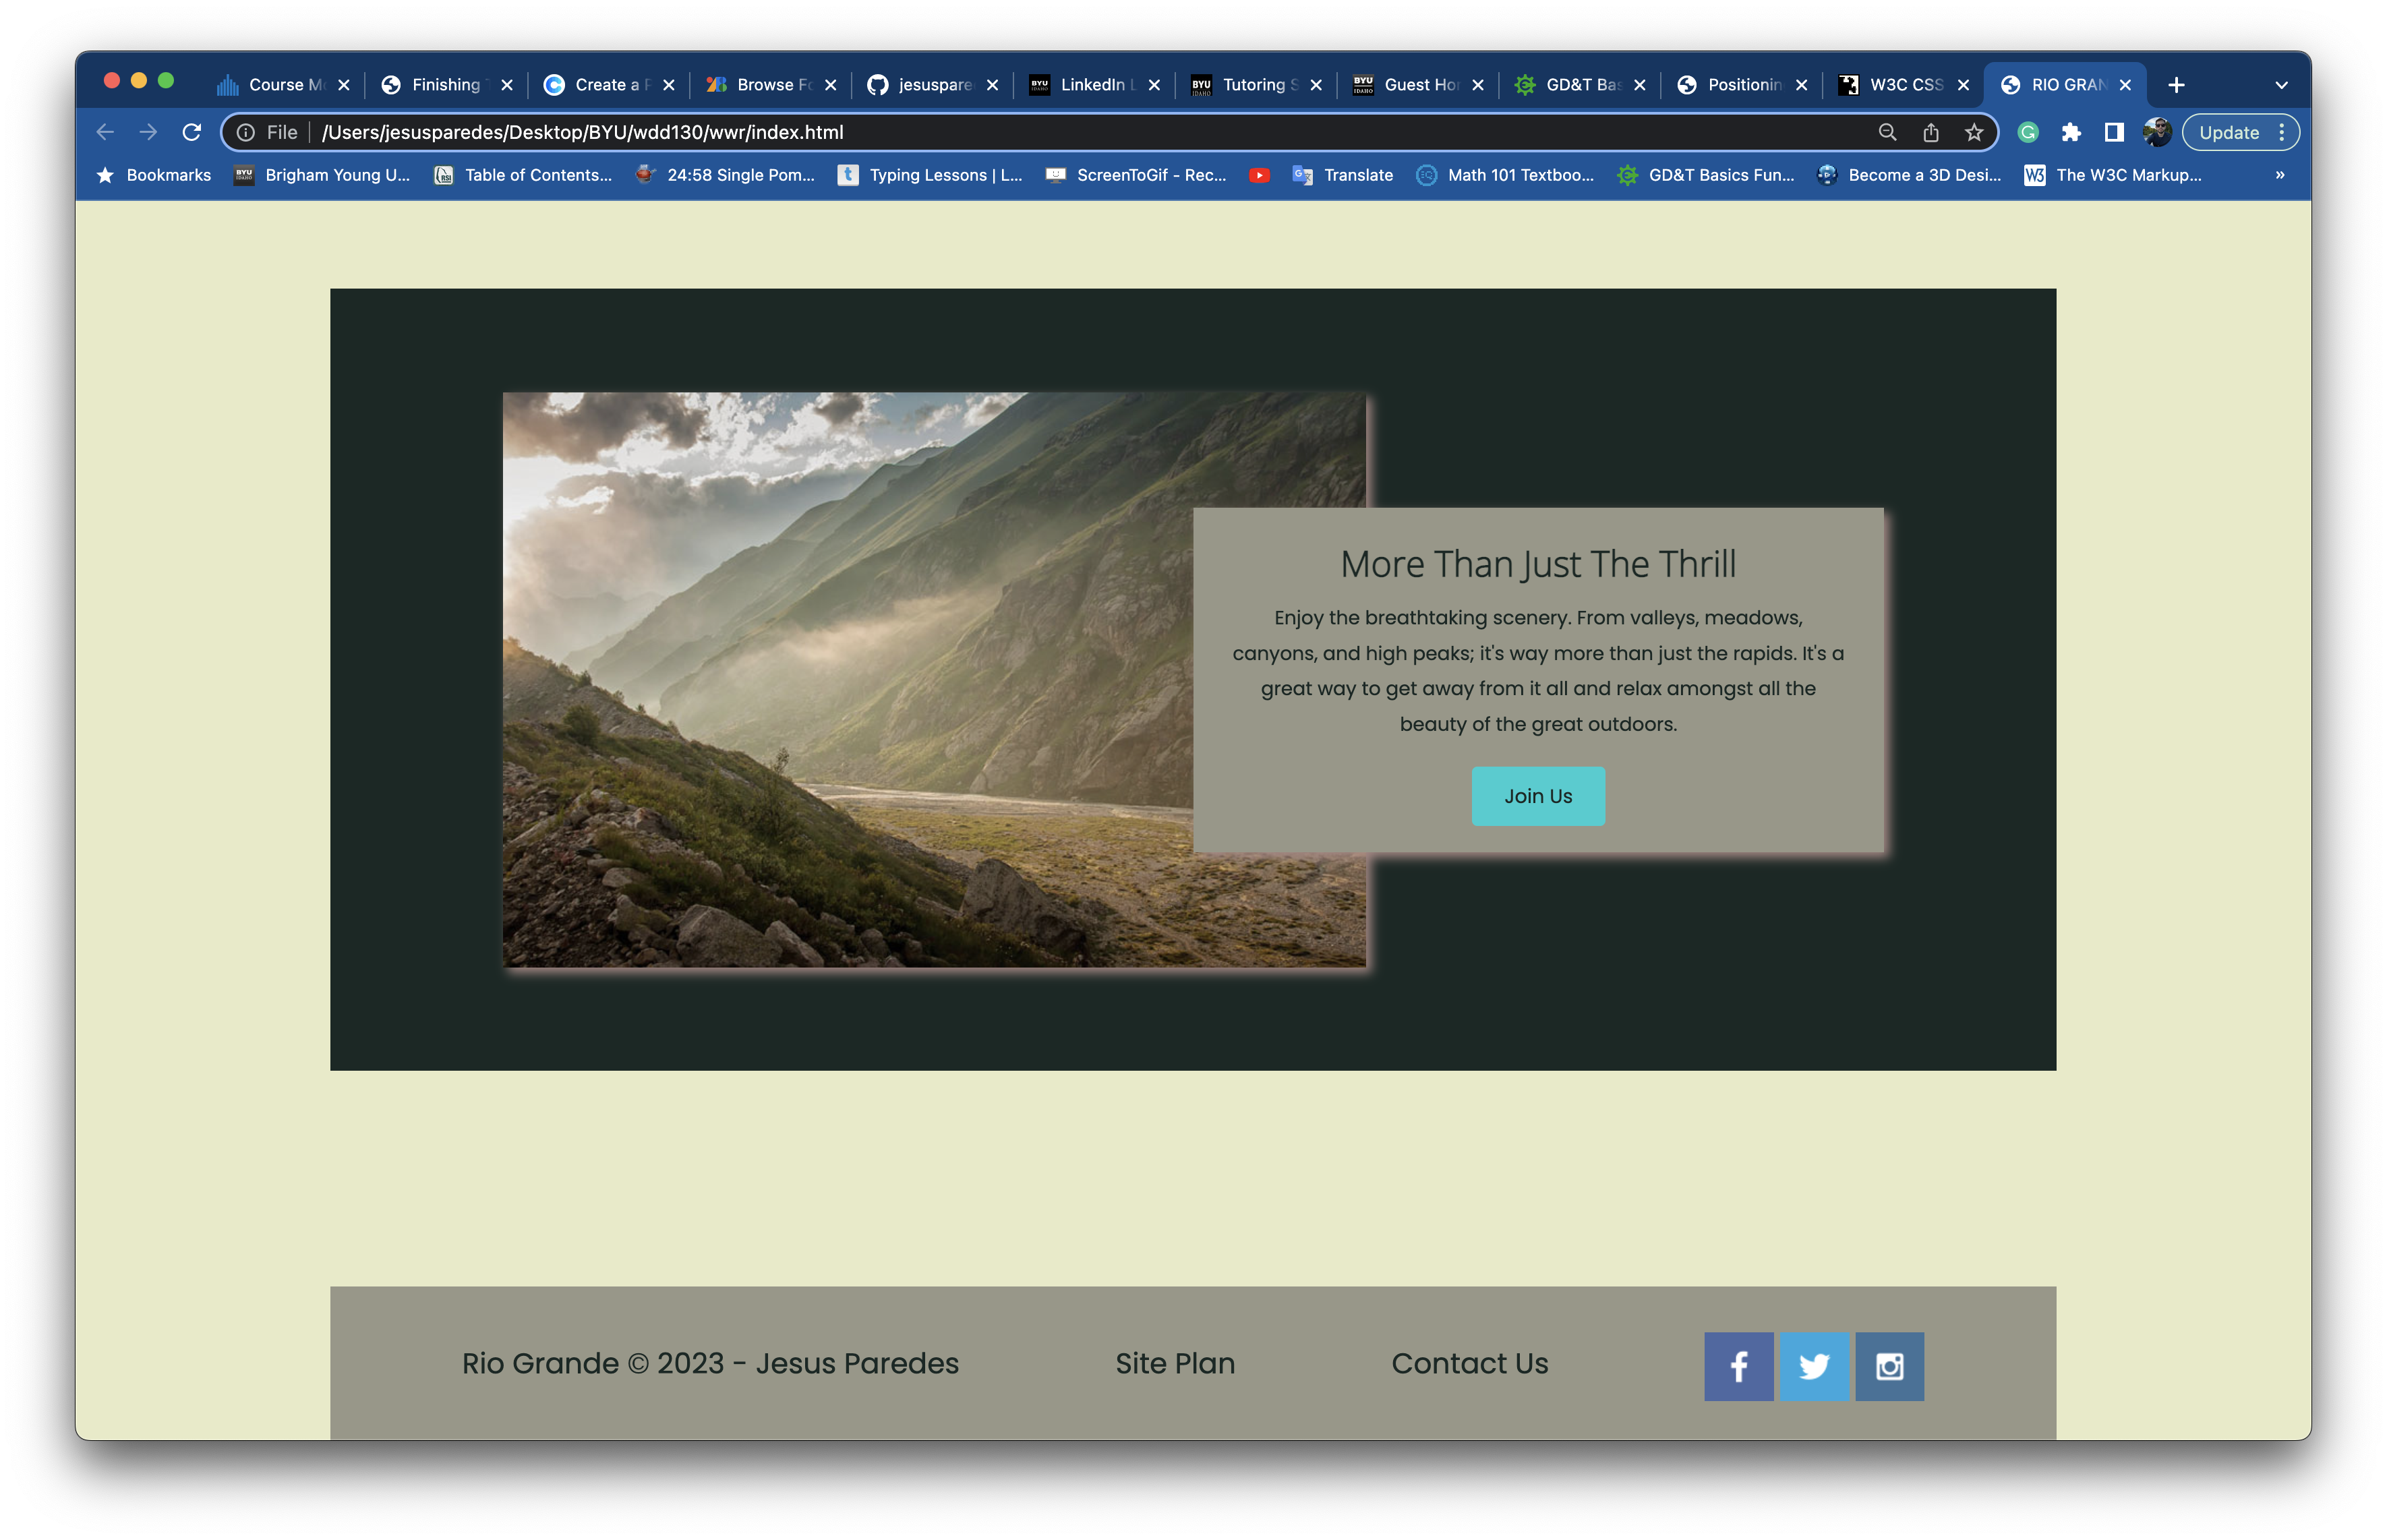 Course M
Finishing
Create a
Browse Fo
jesuspare
LinkedIn L
Tutoring S
Guest Ho
GD&T Bas
Positionin
W3C CSS
RIO GRAN
File
/Users/jesusparedes/Desktop/BYU/wdd130/wwr/index.html
Update
Bookmarks
Brigham Young U...
Table of Contents...
24:58 Single Pom...
Typing Lessons | L...
ScreenToGif - Rec...
Translate
Math 101 Textboo...
GD&T Basics Fun...
Become a 3D Desi...
The W3C Markup...
More Than Just The Thrill
Enjoy the breathtaking scenery. From valleys, meadows,
canyons, and high peaks; it's way more than just the rapids. It's a
great way to get away from it all and relax amongst all the
beauty of the great outdoors.
Join Us
Rio Grande © 2023 - Jesus Paredes
Site Plan
Contact Us